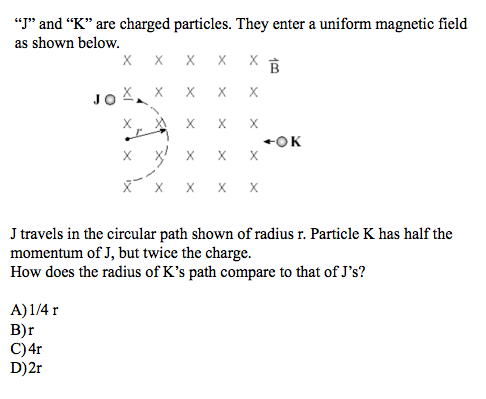 “J” and “K” are charged particles. They enter a uniform magnetic field
as shown below.
X X X X X B
J X X X X X
X X X X X
r
K
X X X X X
X X X X X
J travels in the circular path shown of radius r. Particle K has half the
momentum of J, but twice the charge.
How does the radius of K’s path compare to that of J’s?
A)1/4 r
B)r
C)4r
D)2r